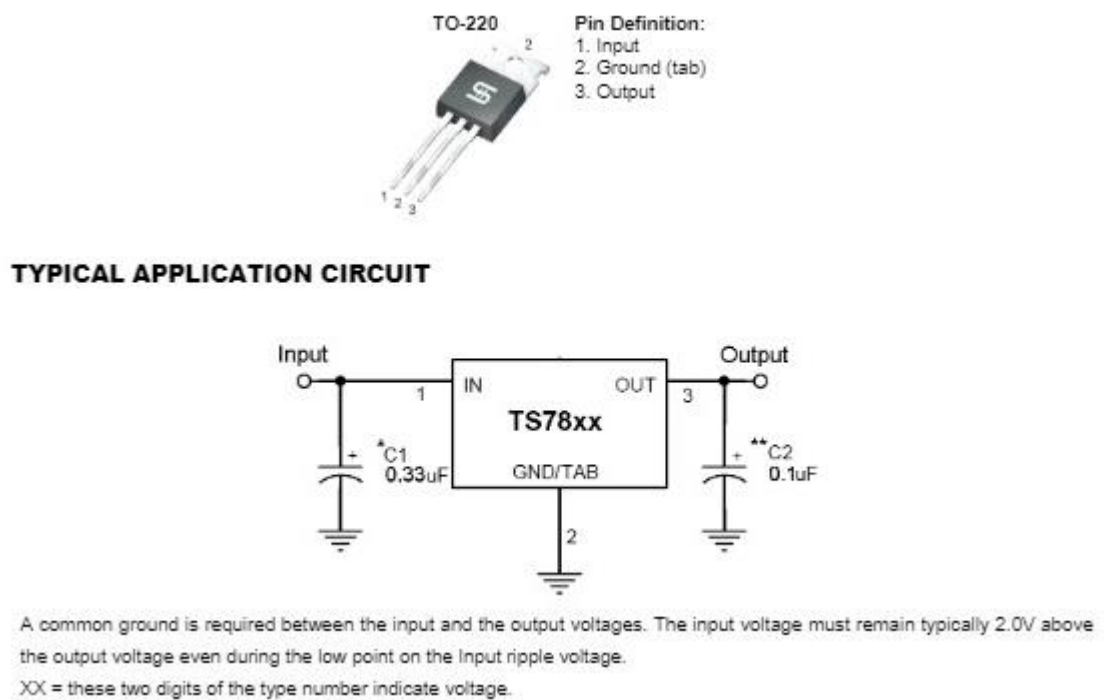 TO-220
Pin Definition:
2
1. Input
2. Ground (tab)
3. Output
1 2 3
TYPICAL APPLICATION CIRCUIT
Input
Output
1
IN
OUT
3
TS78xx
*C1
0.33uF
GND/TAB
**C2
0.1uF
+
+
2
A common ground is required between the input and the output voltages. The input voltage must remain typically 2.0V above
the output voltage even during the low point on the Input ripple voltage.
XX = these two digits of the type number indicate voltage.